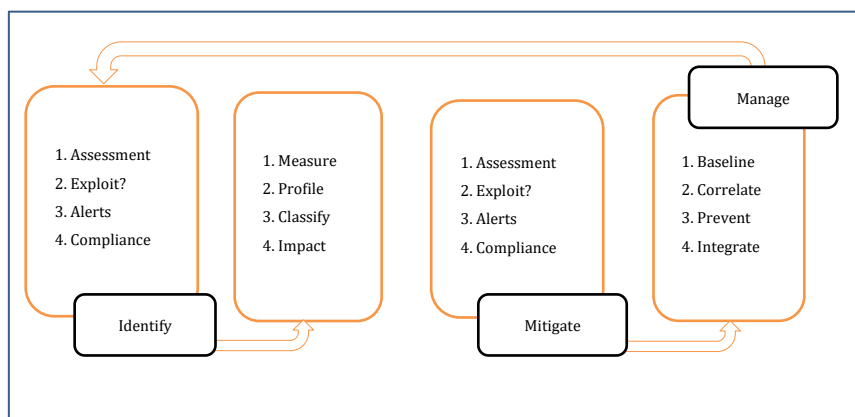 Manage
1. Assessment
2. Exploit?
3. Alerts
4. Compliance
Identify
1. Measure
2. Profile
3. Classify
4. Impact
1. Assessment
2. Exploit?
3. Alerts
4. Compliance
Mitigate
1. Baseline
2. Correlate
3. Prevent
4. Integrate